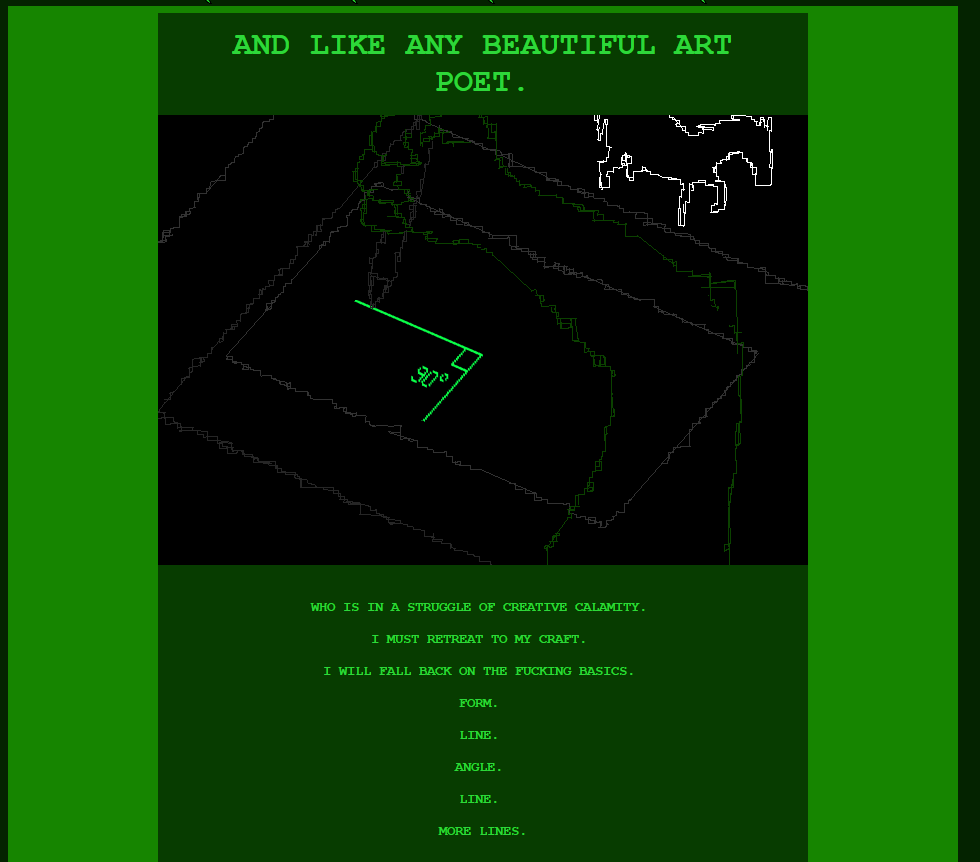 AND LIKE ANY BEAUTIFUL ART
POET.
90°
WHO IS IN A STRUGGLE OF CREATIVE CALAMITY.
I MUST RETREAT TO MY CRAFT.
I WILL FALL BACK ON THE FUCKING BASICS.
FORM.
LINE.
ANGLE.
LINE.
MORE LINES.